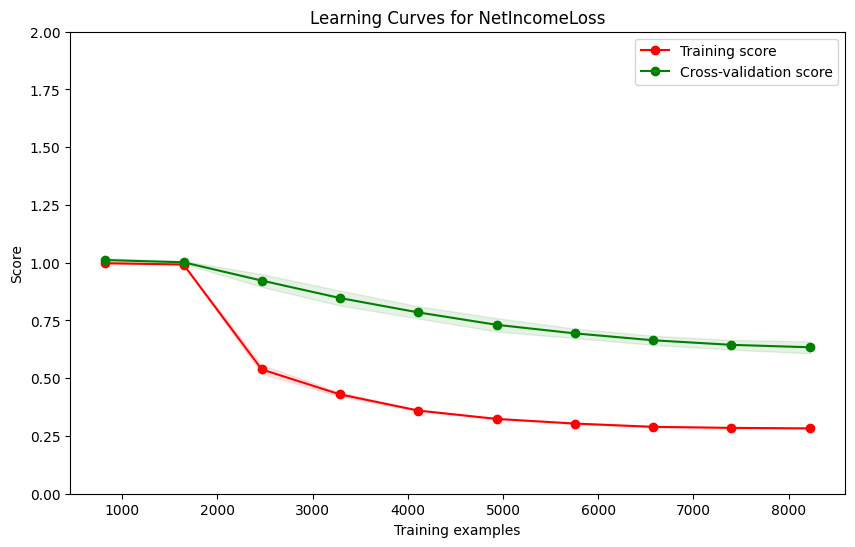 Learning Curves for NetIncomeLoss
Training score
Cross-validation score
2.00
1.75
1.50
1.25
1.00
0.75
0.50
0.25
0.00
Score
1000 2000 3000 4000 5000 6000 7000 8000
Training examples